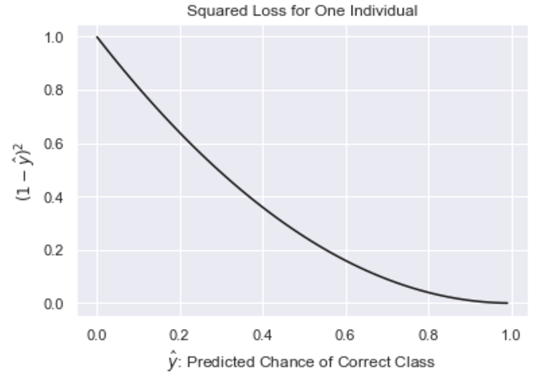 Squared Loss for One Individual
1.0
0.8
0.6
0.4
0.2
0.0
(1 − ŷ)²
0.0 0.2 0.4 0.6 0.8 1.0
ŷ: Predicted Chance of Correct Class